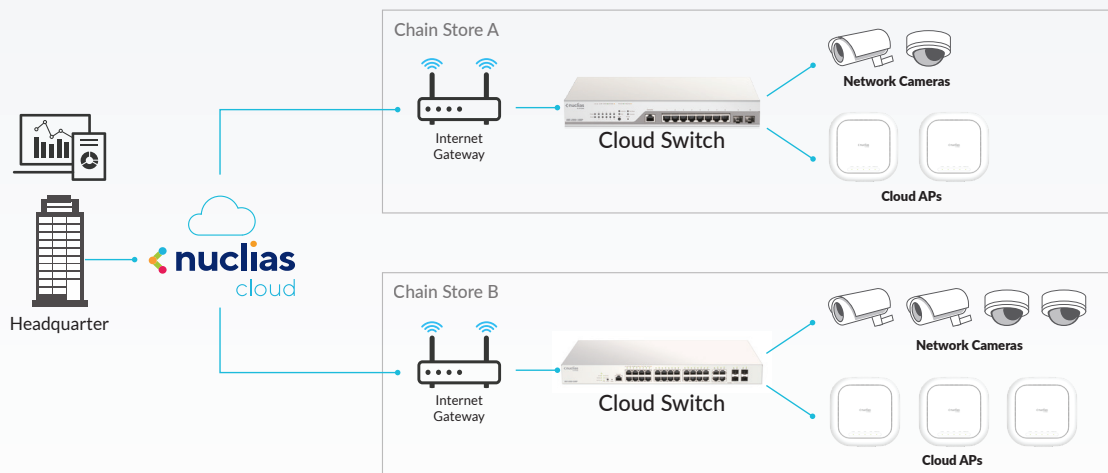 Chain Store A
Internet
Gateway
Cloud Switch
Network Cameras
Cloud APs
Headquarter
nuclias
cloud
Chain Store B
Internet
Gateway
Cloud Switch
Network Cameras
Cloud APs